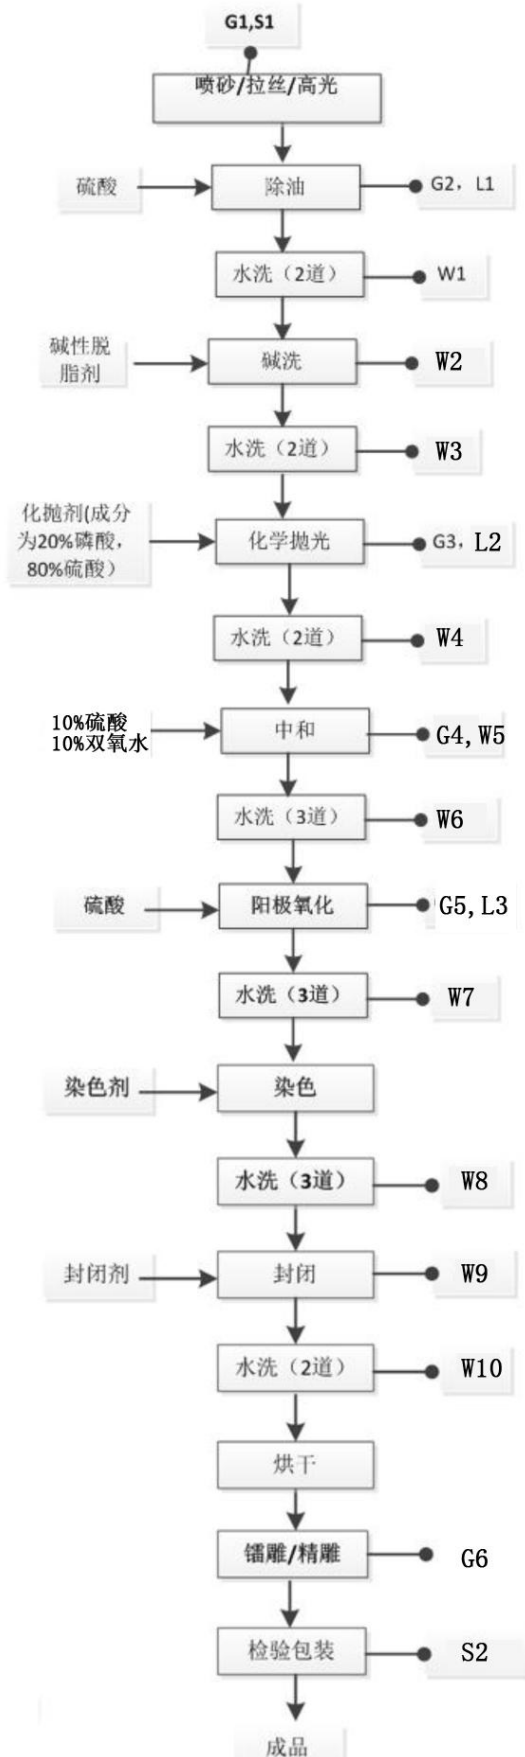 G1,S1
喷砂/拉丝/高光
硫酸
除油
G2，L1
水洗（2道）
W1
碱性脱
脂剂
碱洗
W2
水洗（2道）
W3
化抛剂(成分
为20%磷酸，
80%硫酸）
化学抛光
G3，L2
水洗（2道）
W4
10%硫酸
10%双氧水
中和
G4,W5
水洗（3道）
W6
硫酸
阳极氧化
G5,L3
水洗（3道）
W7
染色剂
染色
水洗（3道）
W8
封闭剂
封闭
W9
水洗（2道）
W10
烘干
镭雕/精雕
G6
检验包装
S2
成品